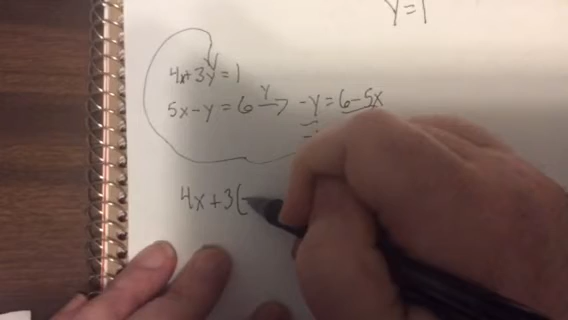 y=1
4x+3y=1
5x-y=6 y→ -y=6-5x
4x+3(-